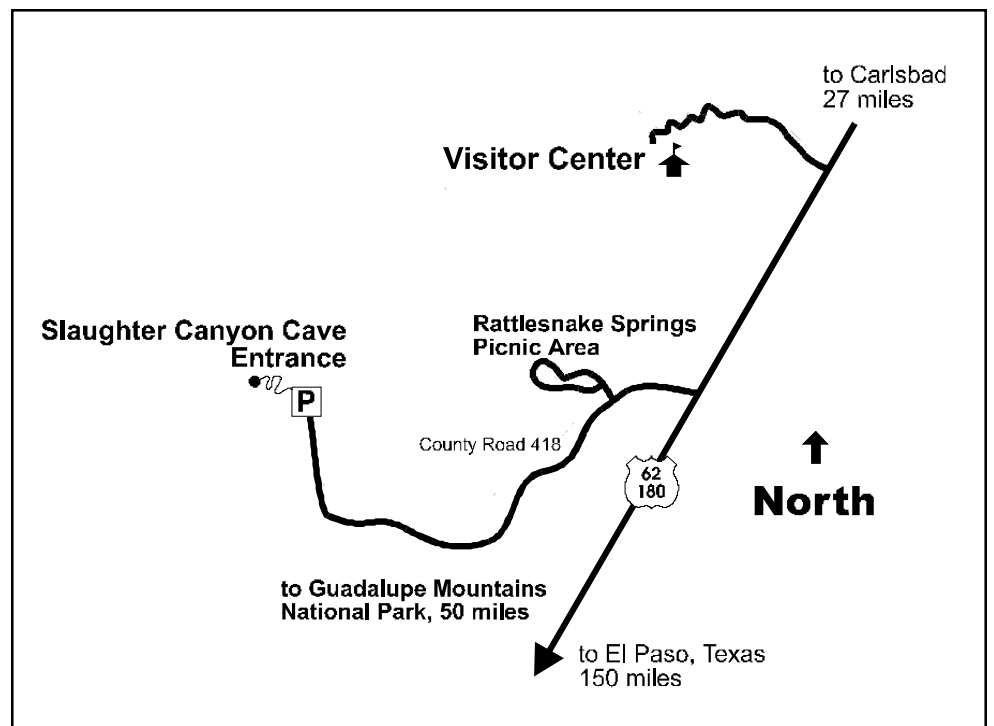 to Carlsbad
27 miles
Visitor Center
Slaughter Canyon Cave
Entrance
P
Rattlesnake Springs
Picnic Area
County Road 418
62
180
North
to Guadalupe Mountains
National Park, 50 miles
to El Paso, Texas
150 miles